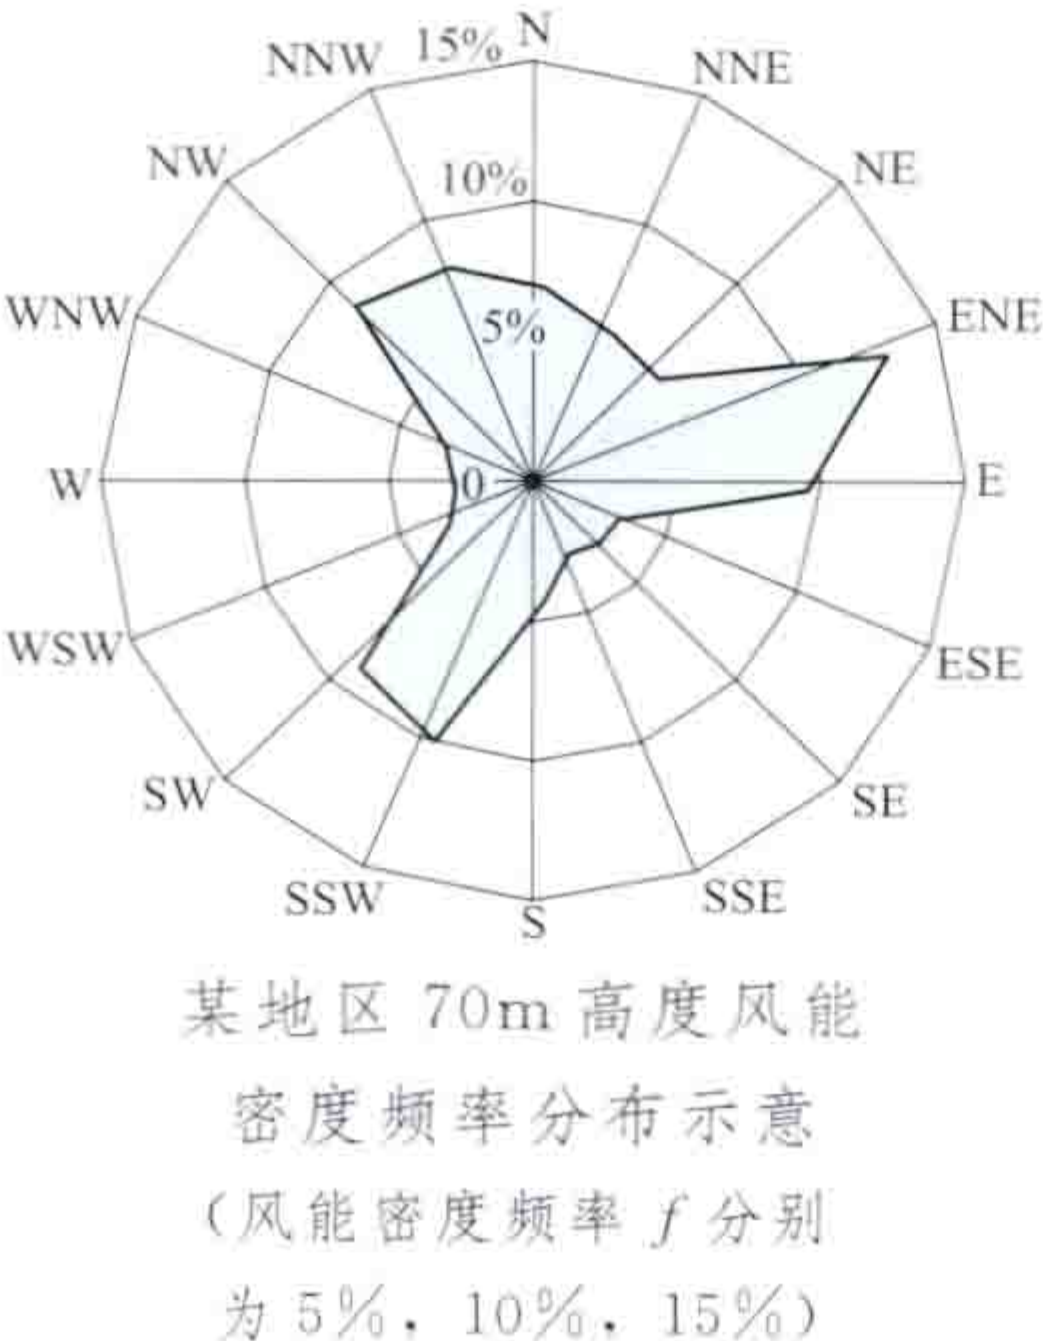 N
15%
NNW
NNE
NW
10%
NE
WNW
5%
ENE
W
0
E
WSW
ESE
SW
SE
SSW
SSE
S
某地区 70m 高度风能
密度频率分布示意
(风能密度频率 f 分别
为 5%. 10%. 15%)